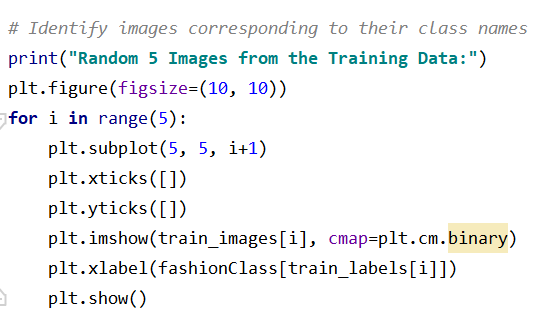 # Identify images corresponding to their class names
print("Random 5 Images from the Training Data:")
plt.figure(figsize=(10, 10))
for i in range(5):
    plt.subplot(5, 5, i+1)
    plt.xticks([])
    plt.yticks([])
    plt.imshow(train_images[i], cmap=plt.cm.binary)
    plt.xlabel(fashionClass[train_labels[i]])
    plt.show()